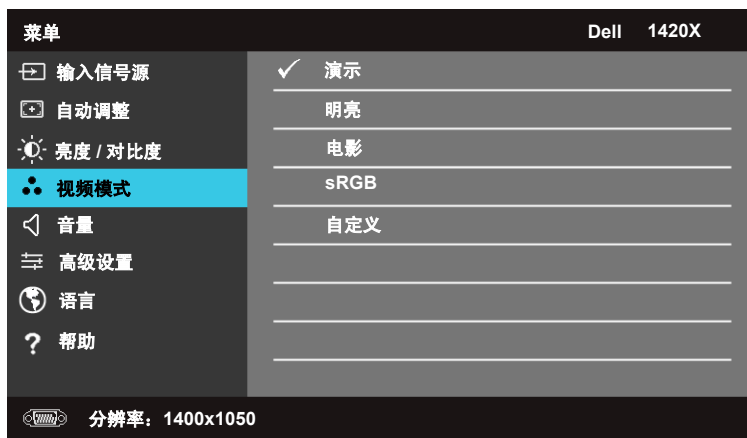 菜单
Dell 1420X
输入信号源
自动调整
亮度 / 对比度
视频模式
音量
高级设置
语言
? 帮助
演示
明亮
电影
sRGB
自定义
分辨率：1400x1050